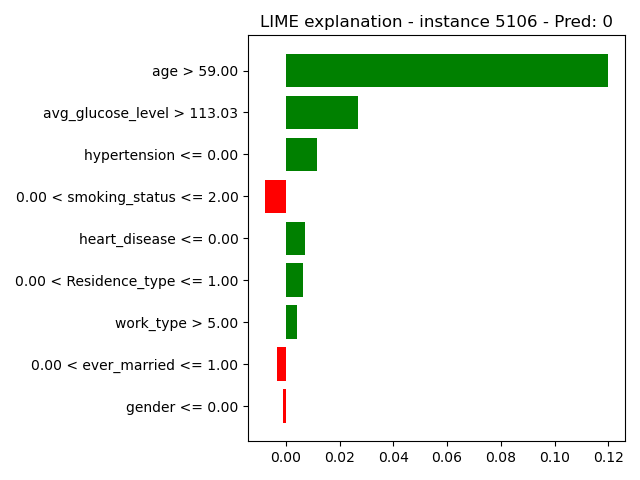 LIME explanation - instance 5106 - Pred: 0
age > 59.00
avg_glucose_level > 113.03
hypertension <= 0.00
0.00 < smoking_status <= 2.00
heart_disease <= 0.00
0.00 < Residence_type <= 1.00
work_type > 5.00
0.00 < ever_married <= 1.00
gender <= 0.00
0.00 0.02 0.04 0.06 0.08 0.10 0.12